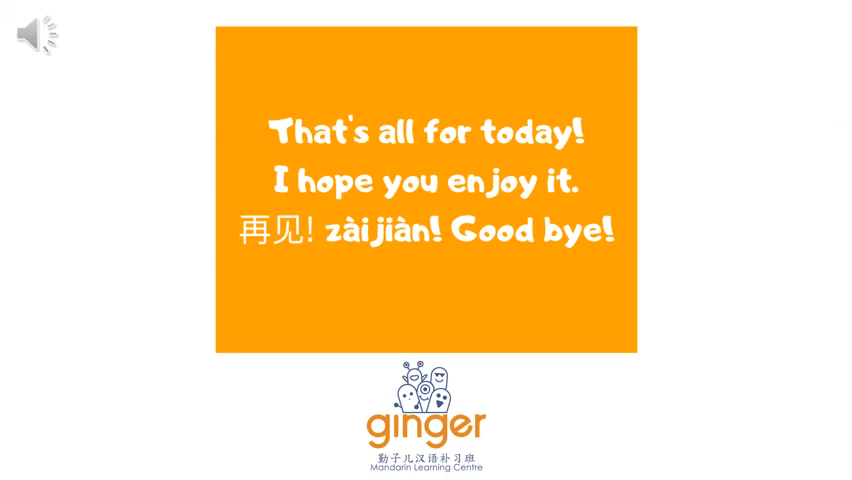 That's all for today!
I hope you enjoy it.
再见! zàijiàn! Good bye!
ginger
勤子儿汉语补习班
Mandarin Learning Centre